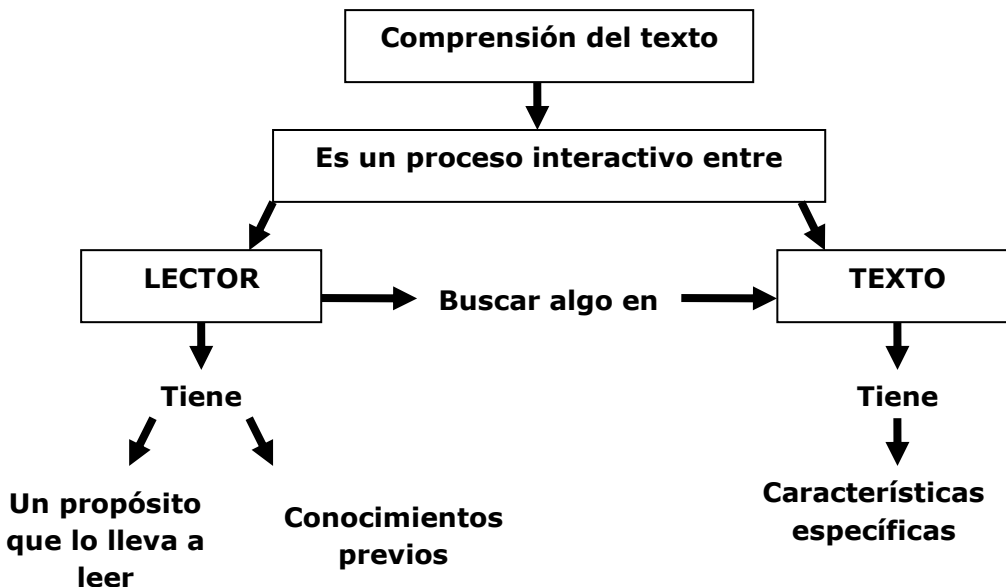 Comprensión del texto
Es un proceso interactivo entre
LECTOR
Buscar algo en
TEXTO
Tiene
Tiene
Un propósito
que lo lleva a
leer
Conocimientos
previos
Características
específicas